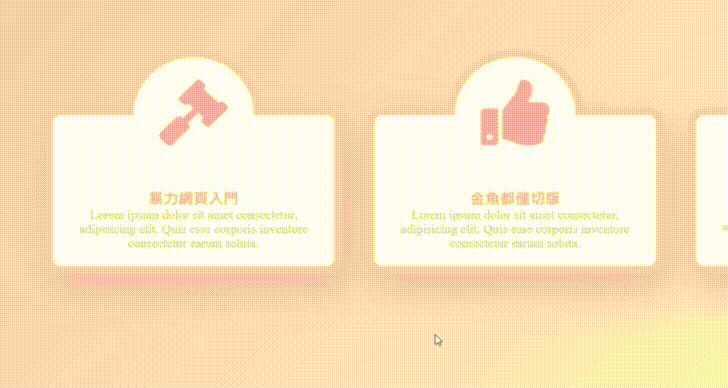 暴力網頁入門
Lorem ipsum dolor sit amet consectetur,
adipisicing elit. Quis esse corporis inventore
consectetur earum soluta.
金魚都懂切版
Lorem ipsum dolor sit amet consectetur,
adipisicing elit. Quis esse corporis inventore
consectetur earum soluta.